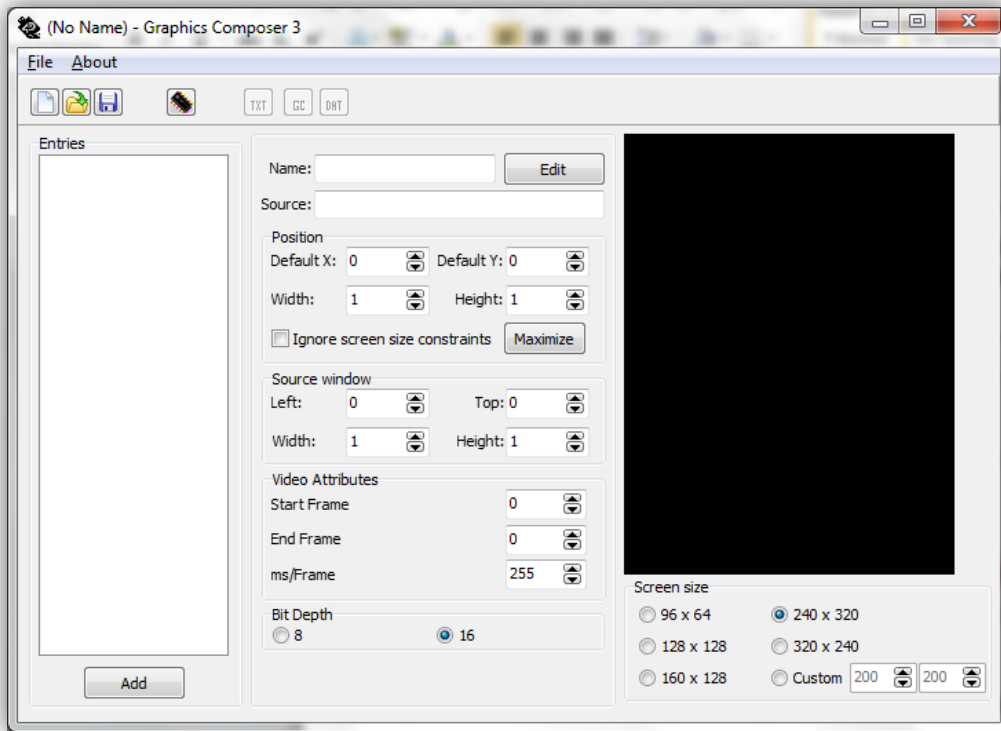 (No Name) - Graphics Composer 3
File About
TXT GC DAT
Entries
Name: Edit
Source:
Position
Default X: 0 Default Y: 0
Width: 1 Height: 1
Ignore screen size constraints Maximize
Source window
Left: 0 Top: 0
Width: 1 Height: 1
Video Attributes
Start Frame 0
End Frame 0
ms/Frame 255
Bit Depth
8 16
Add
Screen size
96 x 64 240 x 320
128 x 128 320 x 240
160 x 128 Custom 200 200